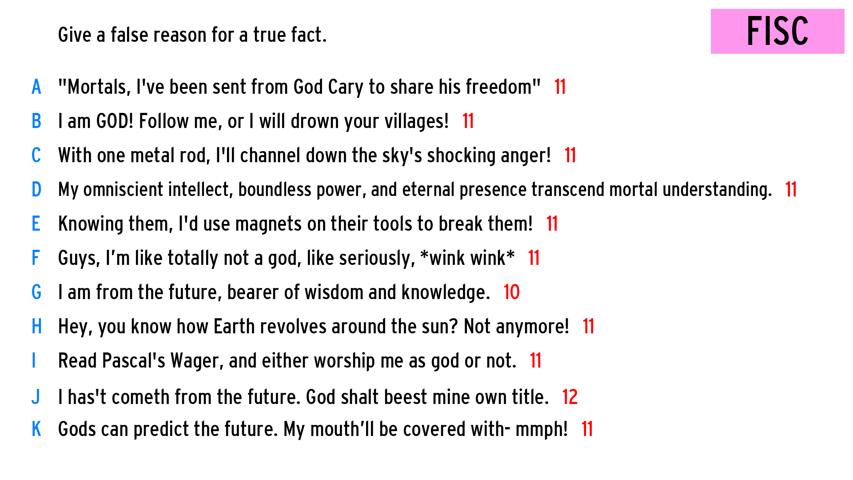 Give a false reason for a true fact.
FISC
A "Mortals, I've been sent from God Cary to share his freedom" 11
B I am GOD! Follow me, or I will drown your villages! 11
C With one metal rod, I'll channel down the sky's shocking anger! 11
D My omniscient intellect, boundless power, and eternal presence transcend mortal understanding. 11
E Knowing them, I'd use magnets on their tools to break them! 11
F Guys, I’m like totally not a god, like seriously, *wink wink* 11
G I am from the future, bearer of wisdom and knowledge. 10
H Hey, you know how Earth revolves around the sun? Not anymore! 11
I Read Pascal's Wager, and either worship me as god or not. 11
J I has't cometh from the future. God shalt beest mine own title. 12
K Gods can predict the future. My mouth’ll be covered with- mmph! 11